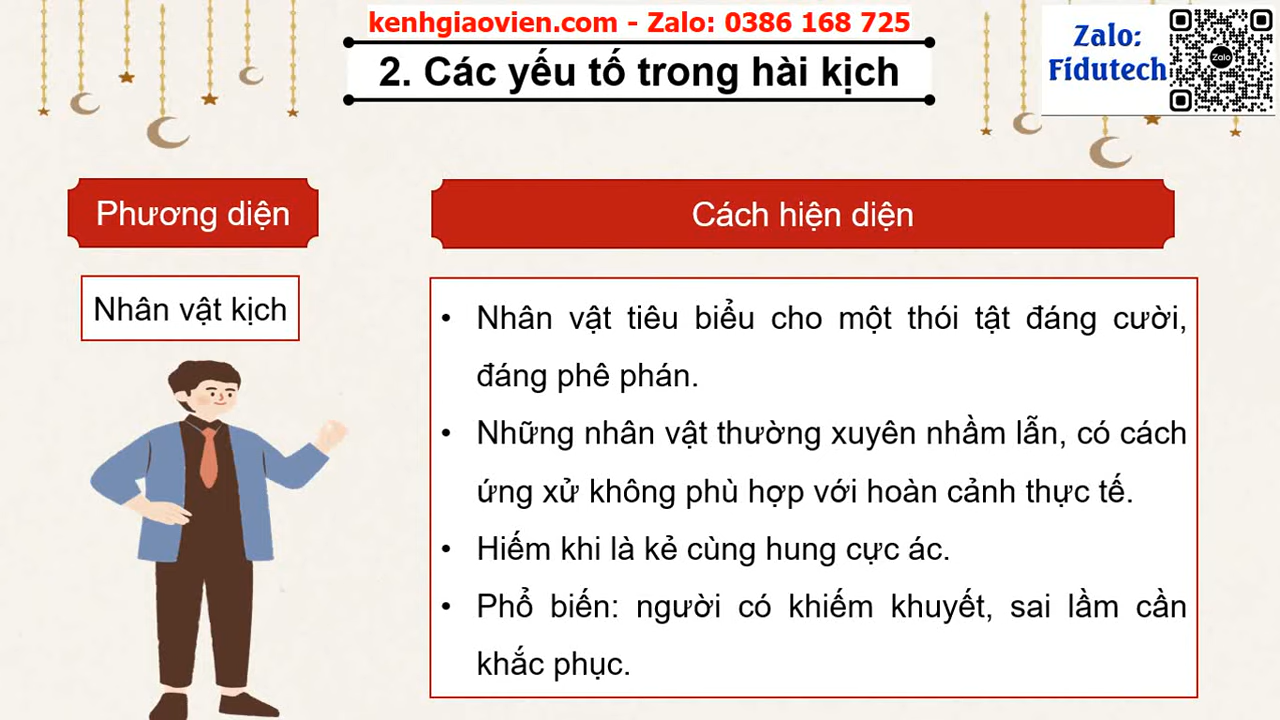 kenhgiaovien.com - Zalo: 0386 168 725
2. Các yếu tố trong hài kịch
Zalo:
Fidutech
Zalo
Phương diện
Cách hiện diện
Nhân vật kịch
• Nhân vật tiêu biểu cho một thói tật đáng cười,
đáng phê phán.
• Những nhân vật thường xuyên nhầm lẫn, có cách
ứng xử không phù hợp với hoàn cảnh thực tế.
• Hiếm khi là kẻ cùng hung cực ác.
• Phổ biến: người có khiếm khuyết, sai lầm cần
khắc phục.